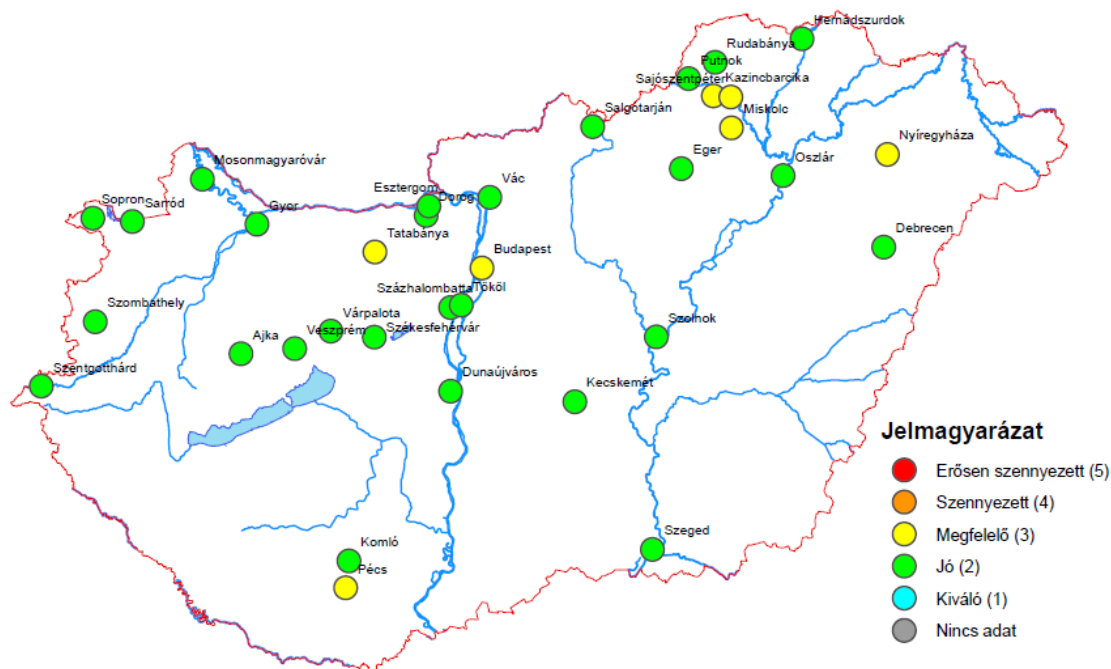 Hernádszurdok
Rudabánya
Putnok
Sajószentpéter
Kazincbarcika
Salgótarján
Miskolc
Nyíregyháza
Eger
Oszlár
Mosonmagyaróvár
Esztergom
Dorog
Vác
Sopron
Sarród
Gyor
Tatabánya
Budapest
Debrecen
Százhalombatta
Tököl
Szombathely
Várpalota
Ajka
Veszprém
Székesfehérvár
Szolnok
Szentgotthárd
Dunaújváros
Kecskemét
Jelmagyarázat
Erősen szennyezett (5)
Szennyezett (4)
Megfelelő (3)
Jó (2)
Kiváló (1)
Nincs adat
Szeged
Komló
Pécs